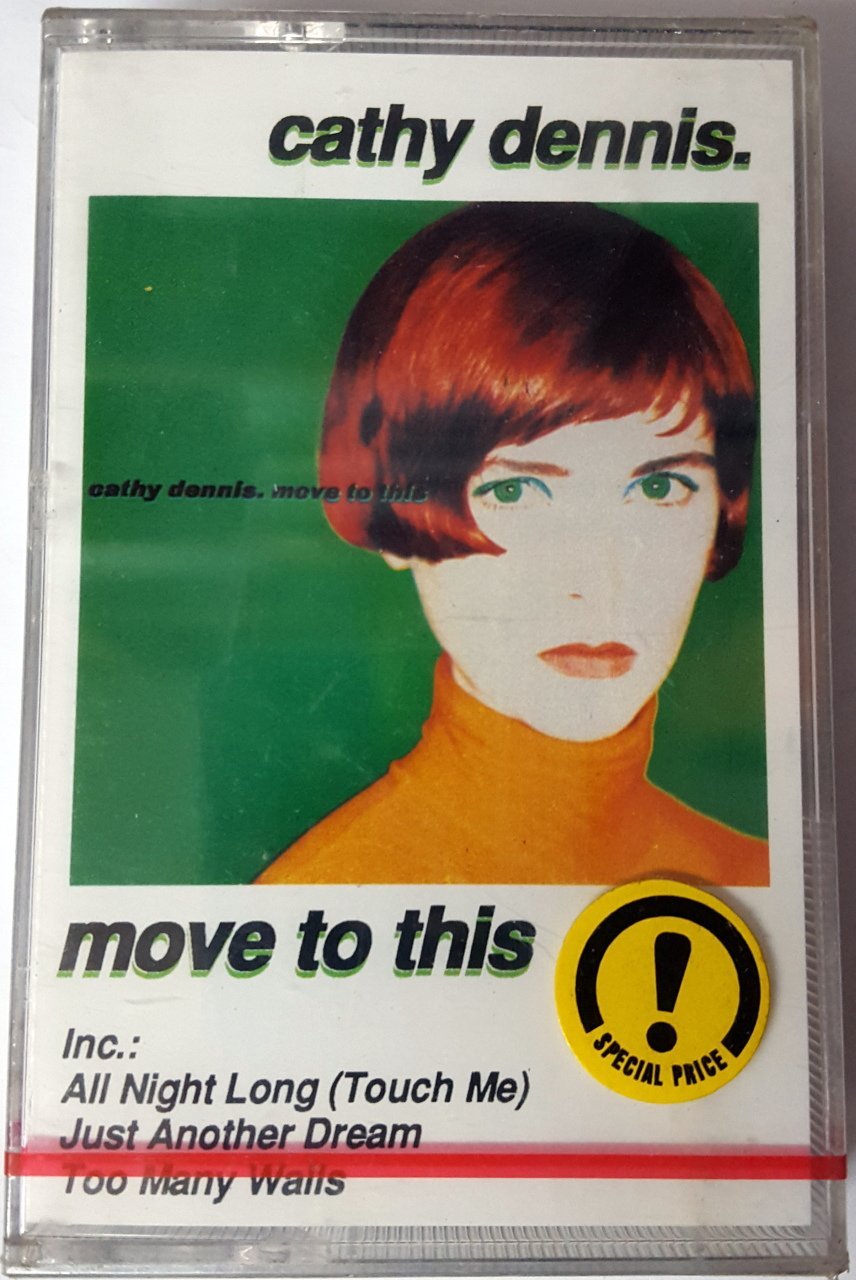 cathy dennis.
cathy dennis. move to this
move to this
!
SPECIAL PRICE
Inc.:
All Night Long (Touch Me)
Just Another Dream
Too Many Walls